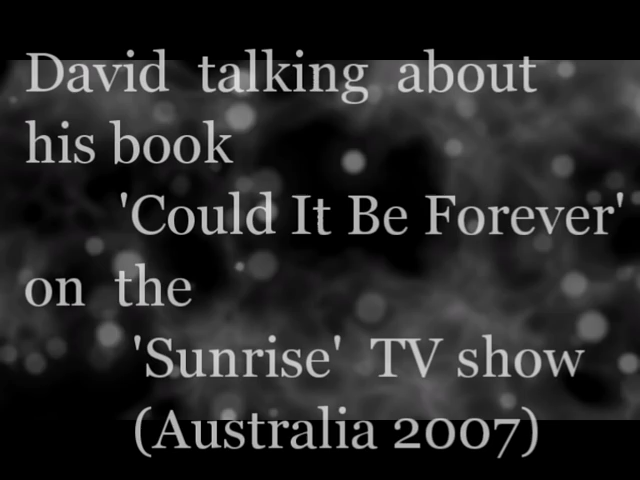 David talking about
his book
'Could It Be Forever'
on the
'Sunrise' TV show
(Australia 2007)